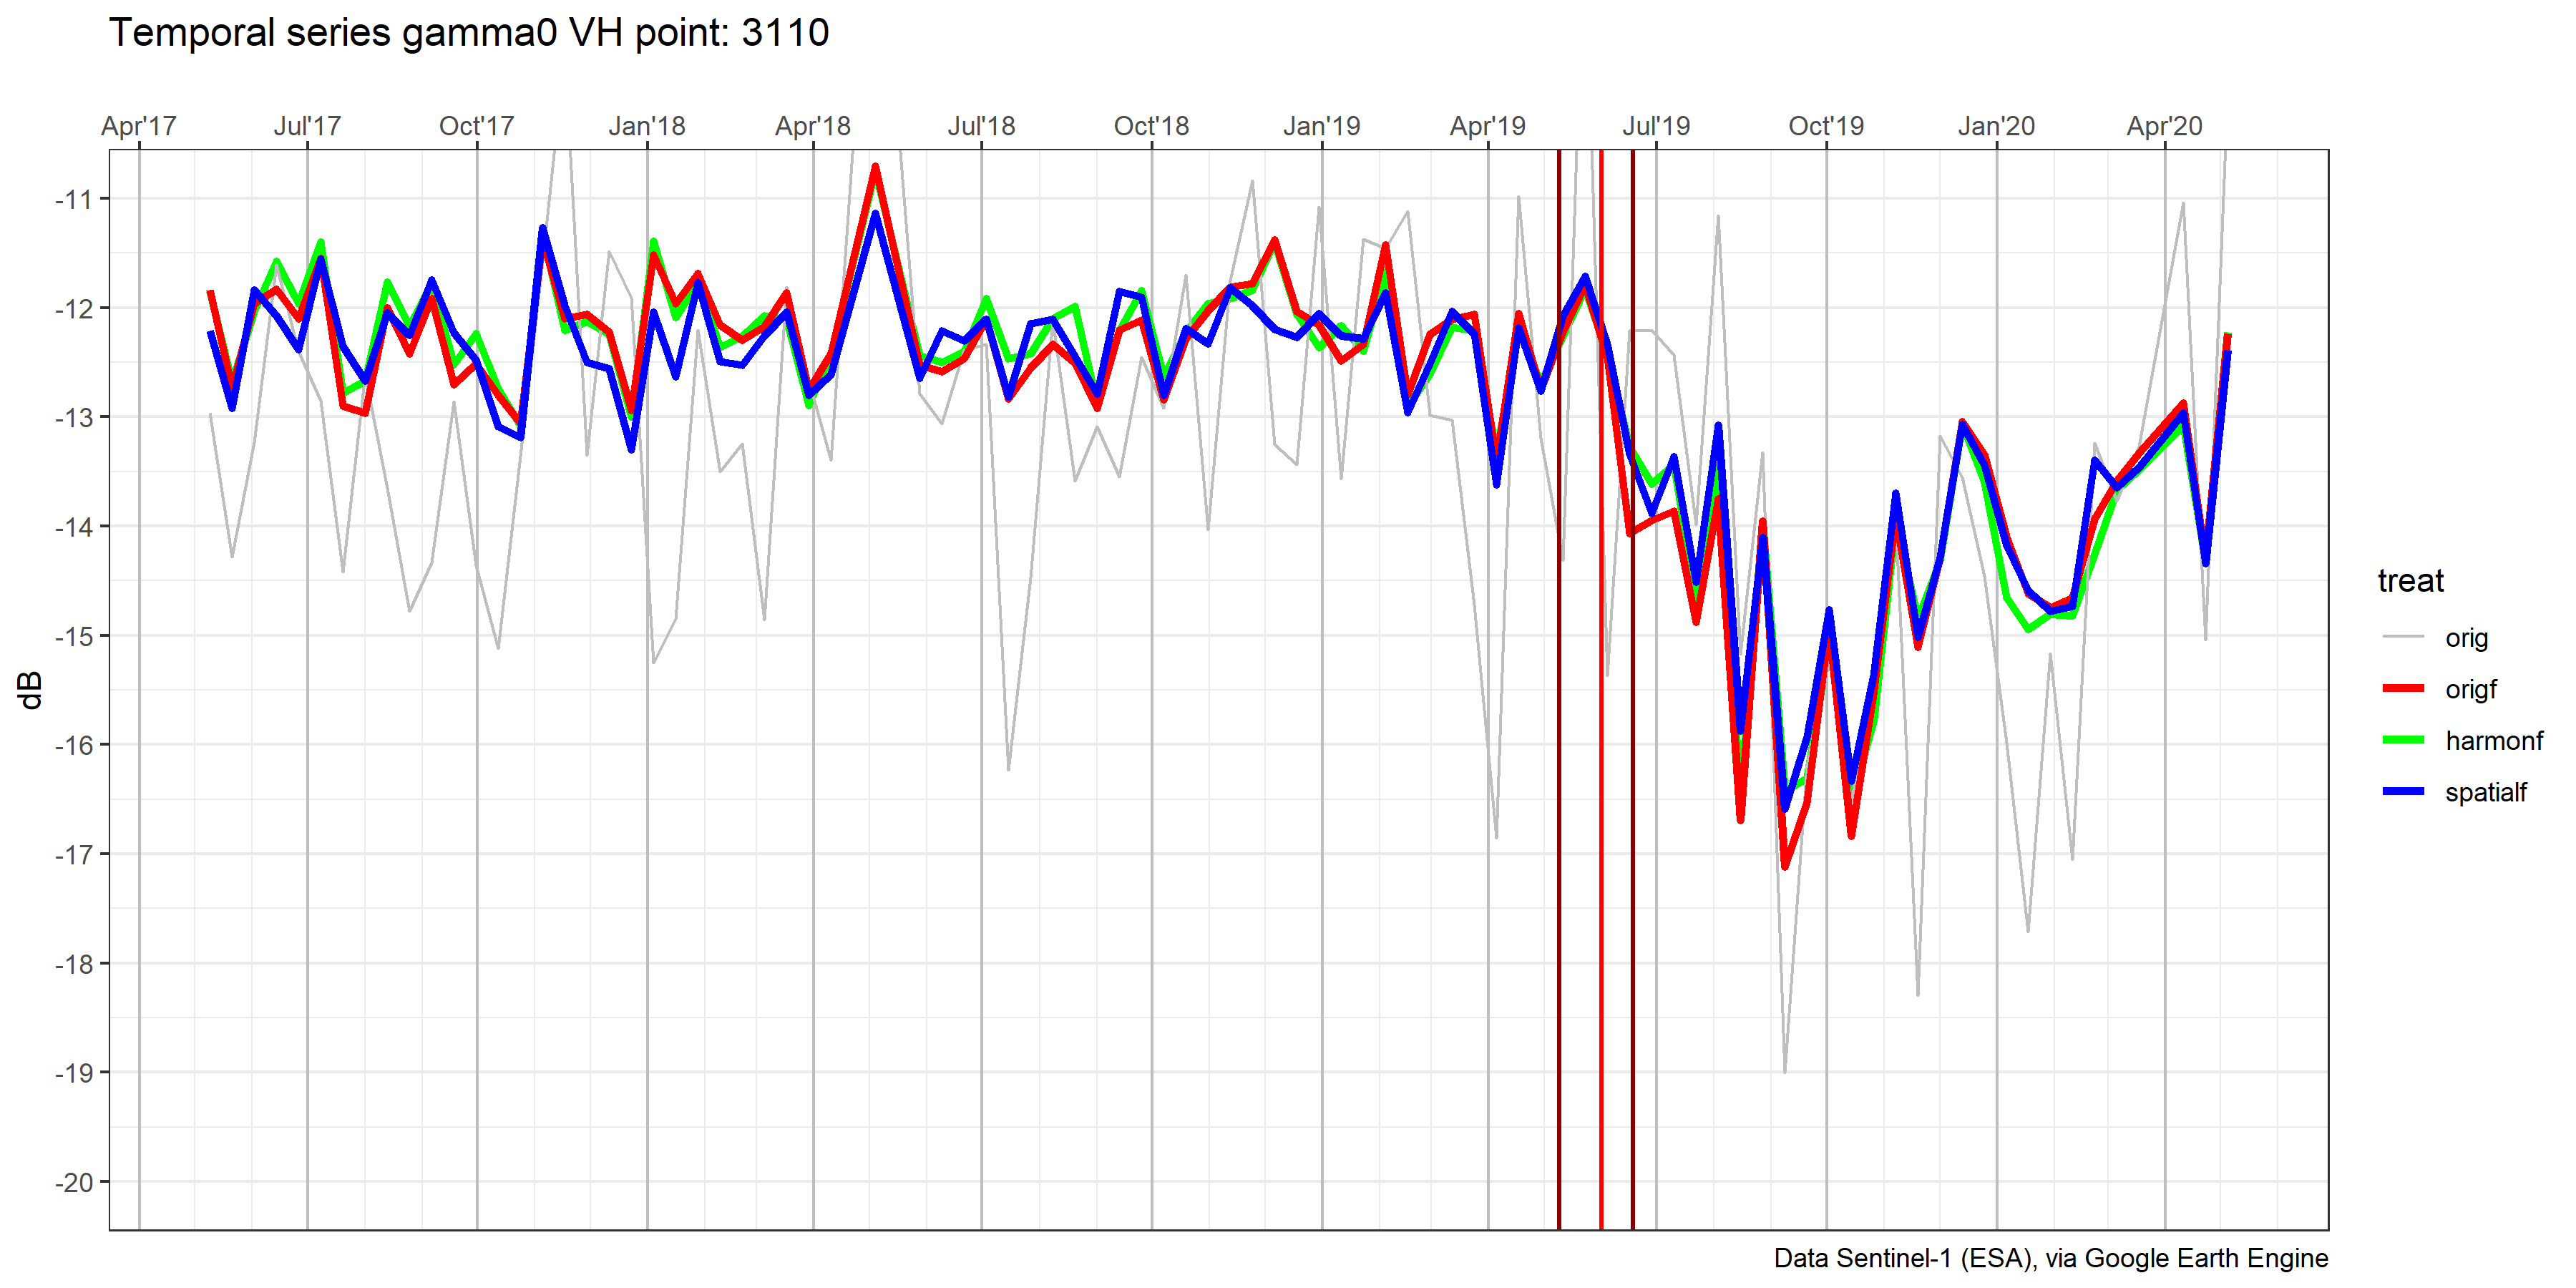 Temporal series gamma0 VH point: 3110
Apr'17 Jul'17 Oct'17 Jan'18 Apr'18 Jul'18 Oct'18 Jan'19 Apr'19 Jul'19 Oct'19 Jan'20 Apr'20
-11
-12
-13
-14
-15
-16
-17
-18
-19
-20
dB
treat
orig
origf
harmonf
spatialf
Data Sentinel-1 (ESA), via Google Earth Engine